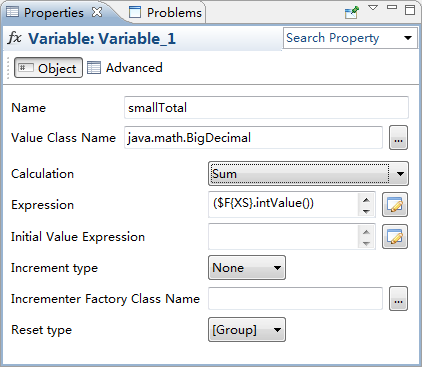 Properties Problems
fx Variable: Variable_1 Search Property
Object Advanced
Name smallTotal
Value Class Name java.math.BigDecimal ...
Calculation Sum
Expression ($F{XS}.intValue())
Initial Value Expression
Increment type None
Incrementer Factory Class Name ...
Reset type [Group]